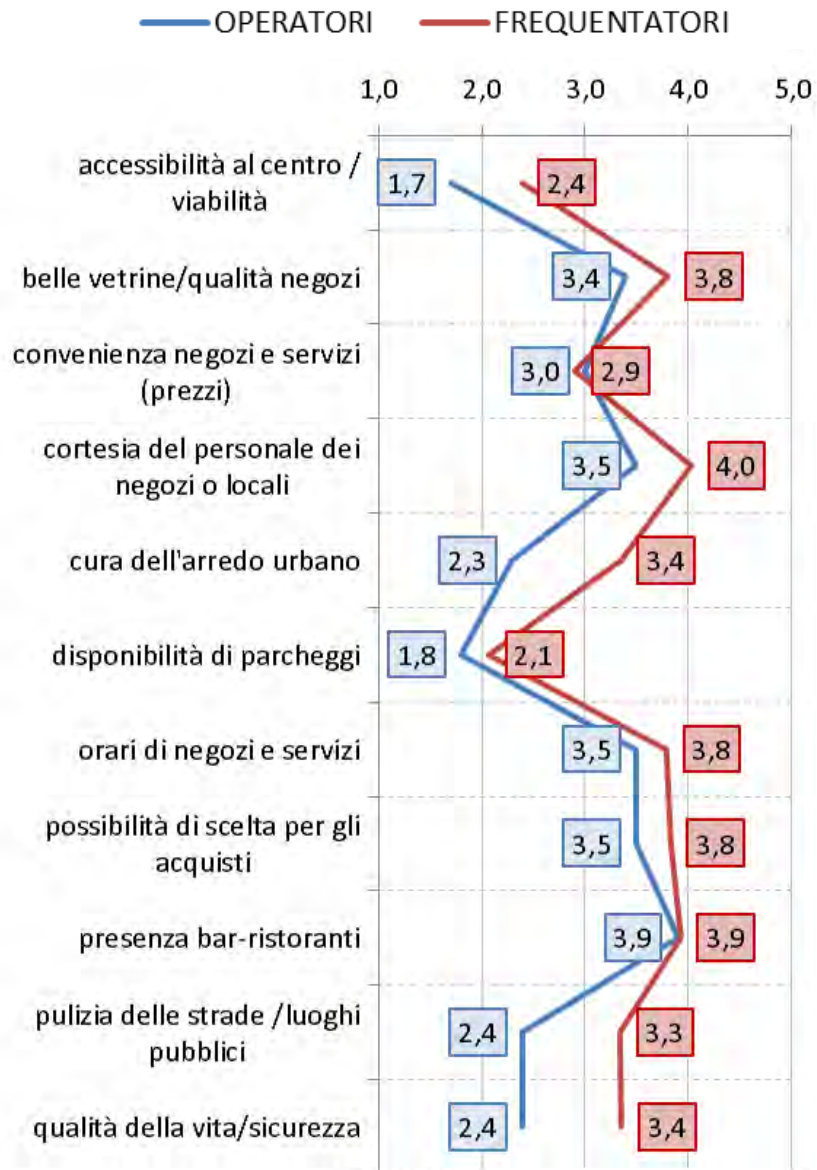 OPERATORI FREQUENTATORI
1,0 2,0 3,0 4,0 5,0
accessibilità al centro /
viabilità
1,7 2,4
belle vetrine/qualità negozi
3,4 3,8
convenienza negozi e servizi
(prezzi)
3,0 2,9
cortesia del personale dei
negozi o locali
3,5 4,0
cura dell'arredo urbano
2,3 3,4
disponibilità di parcheggi
1,8 2,1
orari di negozi e servizi
3,5 3,8
possibilità di scelta per gli
acquisti
3,5 3,8
presenza bar-ristoranti
3,9 3,9
pulizia delle strade /luoghi
pubblici
2,4 3,3
qualità della vita/sicurezza
2,4 3,4